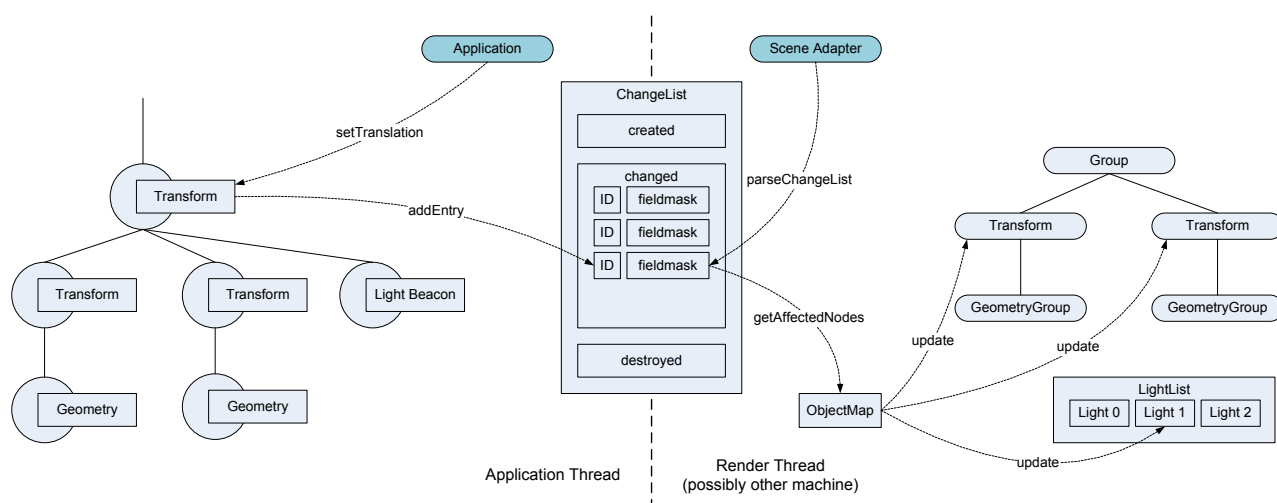 Application
Scene Adapter
ChangeList
created
setTranslation
changed
Transform
ID
fieldmask
addEntry
ID
fieldmask
ID
fieldmask
parseChangeList
Group
Transform
Transform
Transform
Transform
Light Beacon
GeometryGroup
GeometryGroup
getAffectedNodes
update
update
destroyed
Geometry
Geometry
ObjectMap
LightList
Light 0
Light 1
Light 2
update
Application Thread
Render Thread
(possibly other machine)